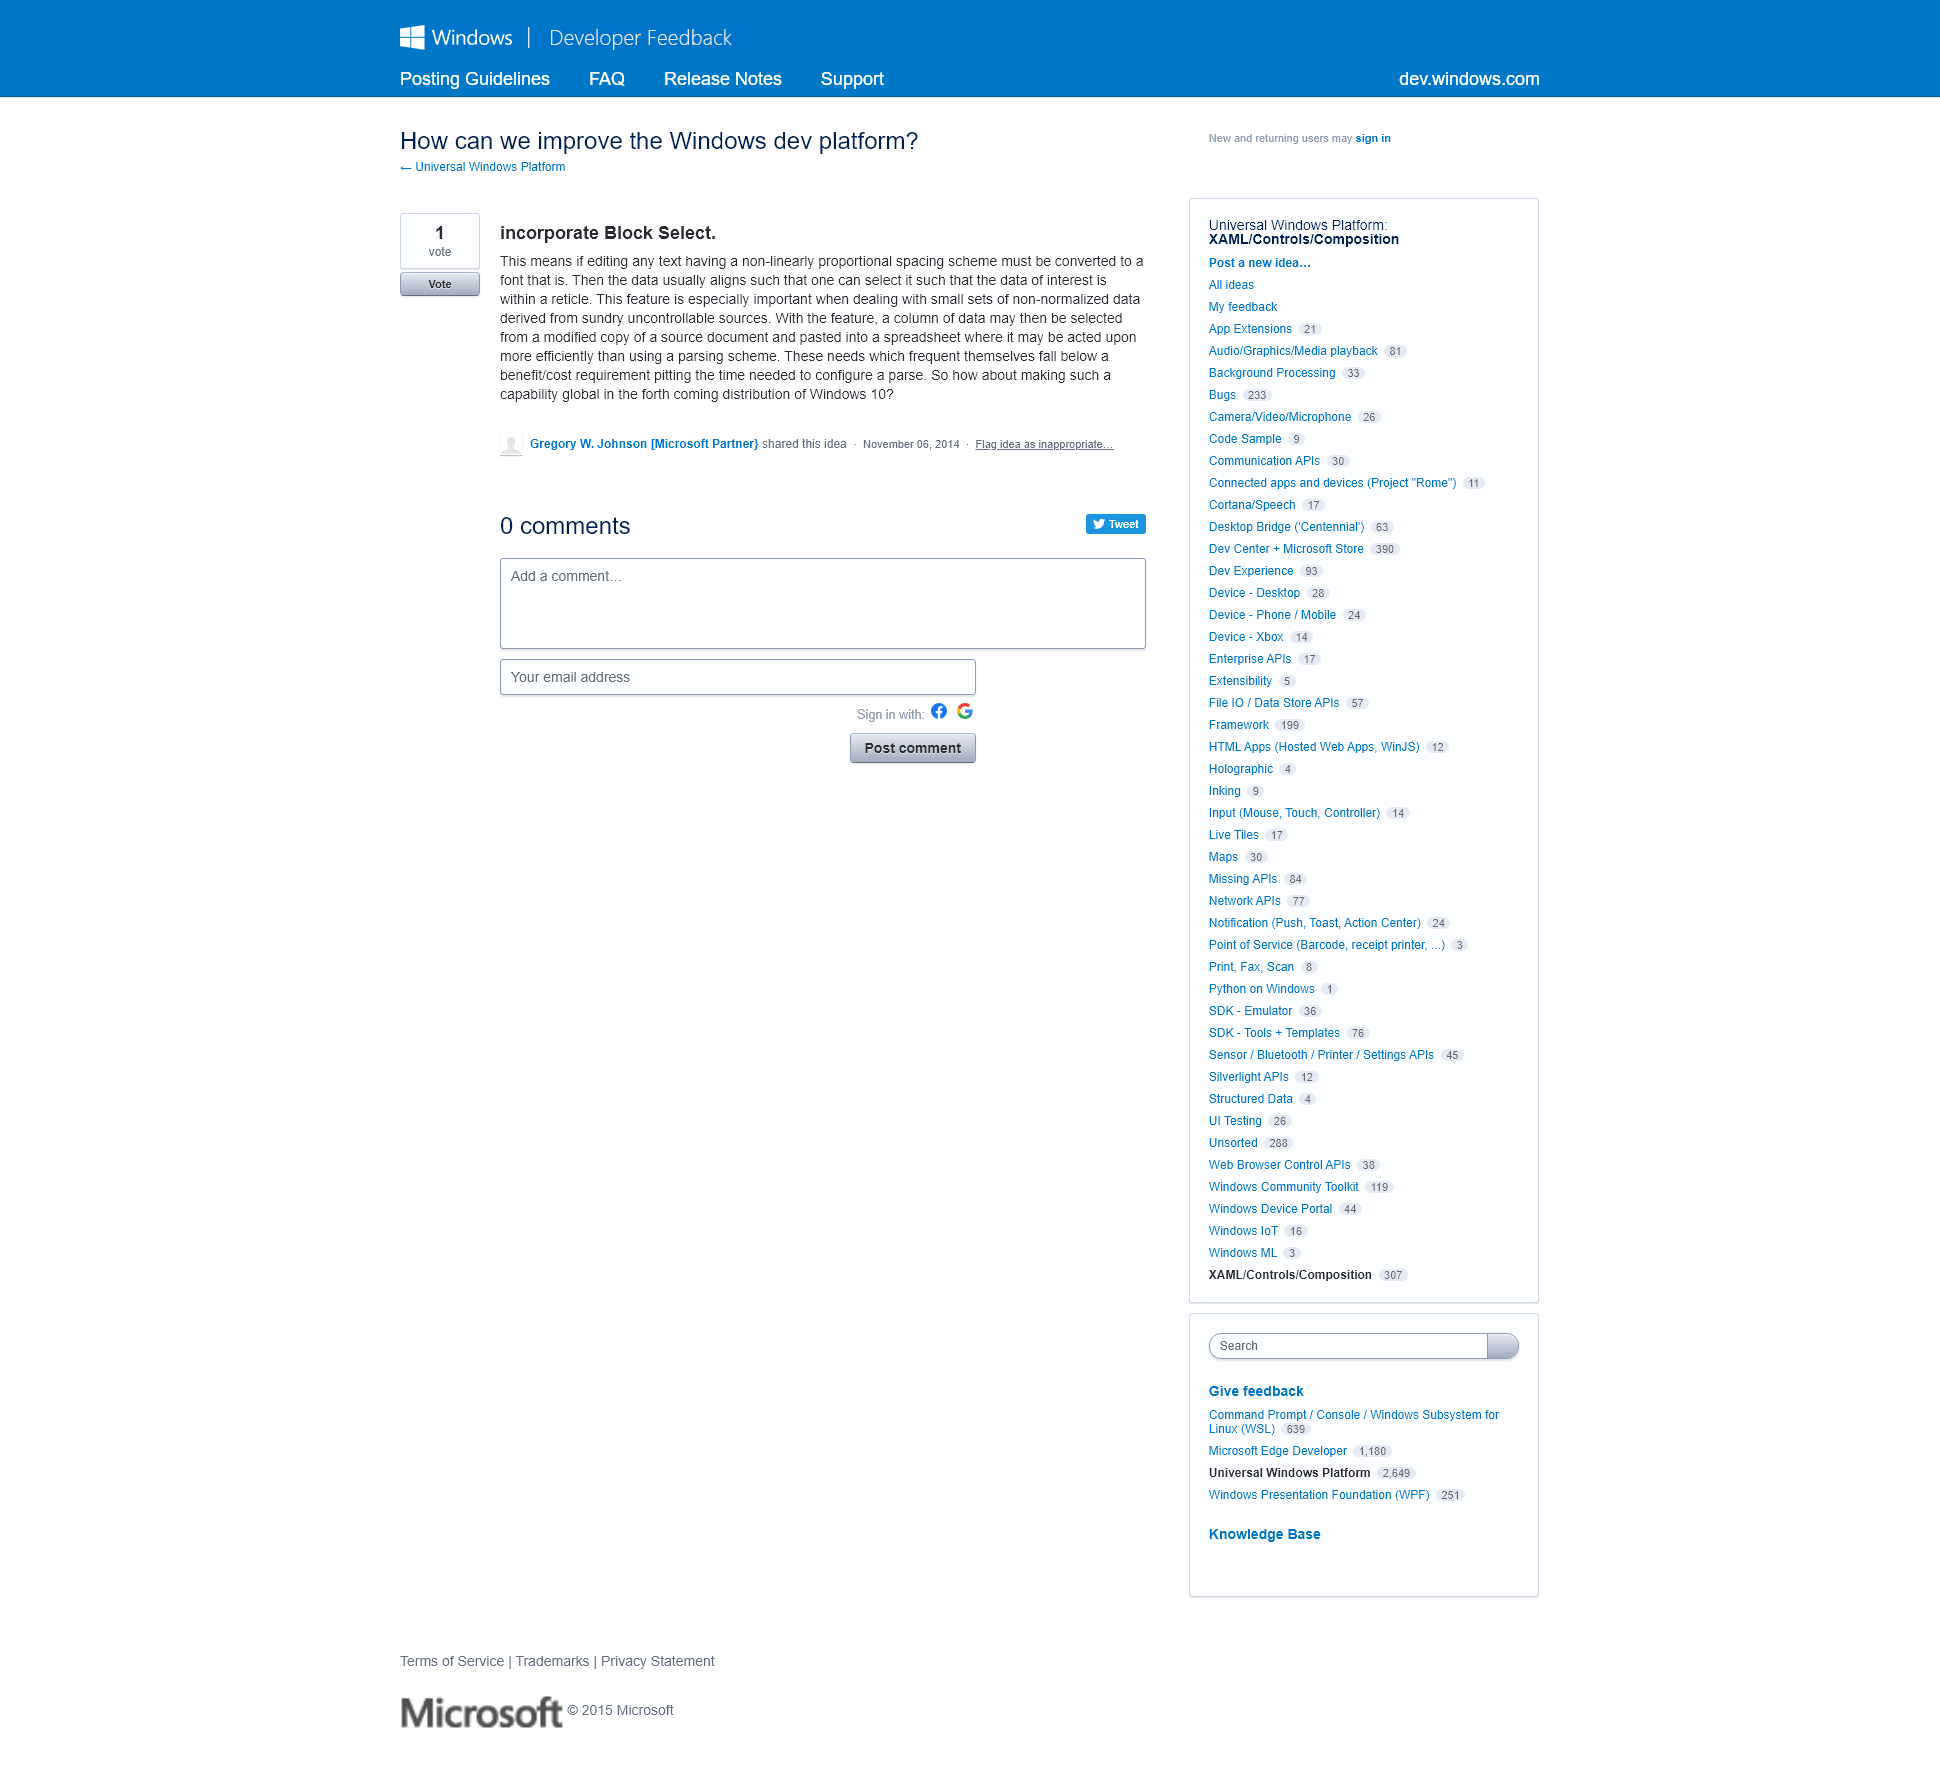 Windows | Developer Feedback
Posting Guidelines FAQ Release Notes Support dev.windows.com
How can we improve the Windows dev platform?
← Universal Windows Platform
New and returning users may sign in
1
vote
Vote
incorporate Block Select.
This means if editing any text having a non-linearly proportional spacing scheme must be converted to a
font that is. Then the data usually aligns such that one can select it such that the data of interest is
within a reticle. This feature is especially important when dealing with small sets of non-normalized data
derived from sundry uncontrollable sources. With the feature, a column of data may then be selected
from a modified copy of a source document and pasted into a spreadsheet where it may be acted upon
more efficiently than using a parsing scheme. These needs which frequent themselves fall below a
benefit/cost requirement pitting the time needed to configure a parse. So how about making such a
capability global in the forth coming distribution of Windows 10?
Gregory W. Johnson [Microsoft Partner} shared this idea · November 06, 2014 · Flag idea as inappropriate…
0 comments
Tweet
Add a comment…
Your email address
Sign in with:
Post comment
Universal Windows Platform:
XAML/Controls/Composition
Post a new idea…
All ideas
My feedback
App Extensions 21
Audio/Graphics/Media playback 81
Background Processing 33
Bugs 233
Camera/Video/Microphone 26
Code Sample 9
Communication APIs 30
Connected apps and devices (Project "Rome") 11
Cortana/Speech 17
Desktop Bridge ('Centennial') 63
Dev Center + Microsoft Store 390
Dev Experience 93
Device - Desktop 28
Device - Phone / Mobile 24
Device - Xbox 14
Enterprise APIs 17
Extensibility 5
File IO / Data Store APIs 57
Framework 199
HTML Apps (Hosted Web Apps, WinJS) 12
Holographic 4
Inking 9
Input (Mouse, Touch, Controller) 14
Live Tiles 17
Maps 30
Missing APIs 84
Network APIs 77
Notification (Push, Toast, Action Center) 24
Point of Service (Barcode, receipt printer, ...) 3
Print, Fax, Scan 8
Python on Windows 1
SDK - Emulator 36
SDK - Tools + Templates 76
Sensor / Bluetooth / Printer / Settings APIs 45
Silverlight APIs 12
Structured Data 4
UI Testing 26
Unsorted 288
Web Browser Control APIs 38
Windows Community Toolkit 119
Windows Device Portal 44
Windows IoT 16
Windows ML 3
XAML/Controls/Composition 307
Search
Give feedback
Command Prompt / Console / Windows Subsystem for
Linux (WSL) 639
Microsoft Edge Developer 1,180
Universal Windows Platform 2,649
Windows Presentation Foundation (WPF) 251
Knowledge Base
Terms of Service | Trademarks | Privacy Statement
Microsoft © 2015 Microsoft